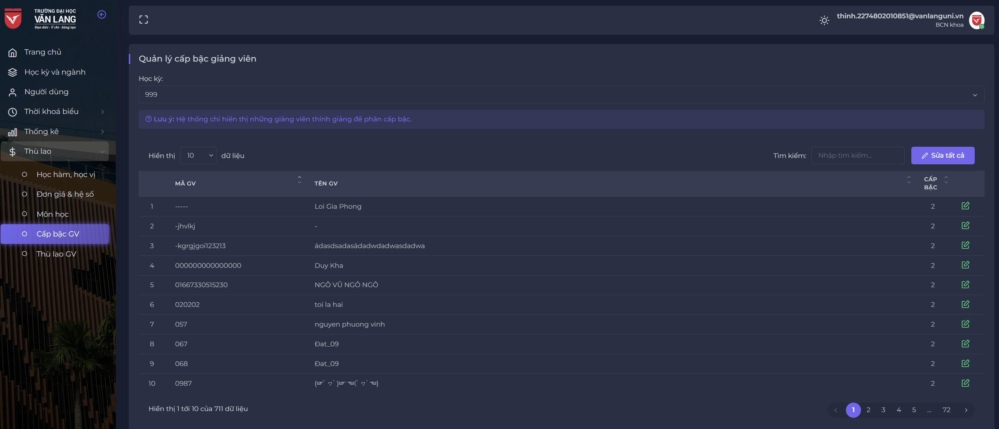 TRƯỜNG ĐẠI HỌC
VĂN LANG
Đạo đức - Ý chí - Sáng tạo
thinh.2274802010851@vanlanguni.vn
BCN khoa
Trang chủ
Học kỳ và ngành
Người dùng
Thời khoá biểu
Thống kê
Thù lao
Học hàm, học vị
Đơn giá & hệ số
Môn học
Cấp bậc GV
Thù lao GV
Quản lý cấp bậc giảng viên
Học kỳ:
999
Lưu ý: Hệ thống chỉ hiển thị những giảng viên thỉnh giảng để phân cấp bậc.
Hiển thị 10 dữ liệu
Tìm kiếm: Nhập tìm kiếm... Sửa tất cả
MÃ GV TÊN GV CẤP BẬC
1 ----- Loi Gia Phong 2
2 -jhvlkj - 2
3 -kgrgjgoi123213 ádasdsadasádadwdadwasdadwa 2
4 000000000000000 Duy Kha 2
5 01667330515230 NGÔ VŨ NGÔ NGÔ 2
6 020202 toi la hai 2
7 057 nguyen phuong vinh 2
8 067 Đat_09 2
9 068 Đat_09 2
10 0987 (☞ﾟヮﾟ)☞ ☜(ﾟヮﾟ☜) 2
Hiển thị 1 tới 10 của 711 dữ liệu
1 2 3 4 5 ... 72